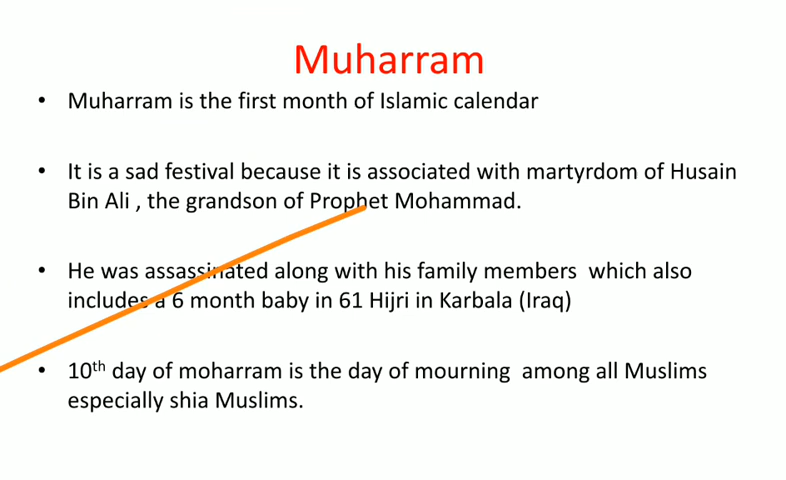 Muharram
• Muharram is the first month of Islamic calendar
• It is a sad festival because it is associated with martyrdom of Husain
Bin Ali , the grandson of Prophet Mohammad.
• He was assassinated along with his family members which also
includes a 6 month baby in 61 Hijri in Karbala (Iraq)
• 10th day of moharram is the day of mourning among all Muslims
especially shia Muslims.